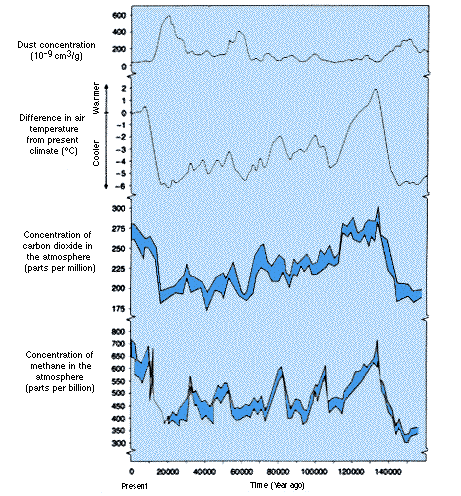 600
400
200
0
Dust concentration
(10-9 cm3/g)
Warmer
Cooler
2
1
0
-1
-2
-3
-4
-5
-6
Difference in air
temperature
from present
climate (°C)
300
275
250
225
200
175
Concentration of
carbon dioxide in
the atmosphere
(parts per million)
800
700
650
600
550
500
450
400
350
300
Concentration of
methane in the
atmosphere
(parts per billion)
0 20000 40000 60000 80000 100000 120000 140000
Present
Time (Year ago)